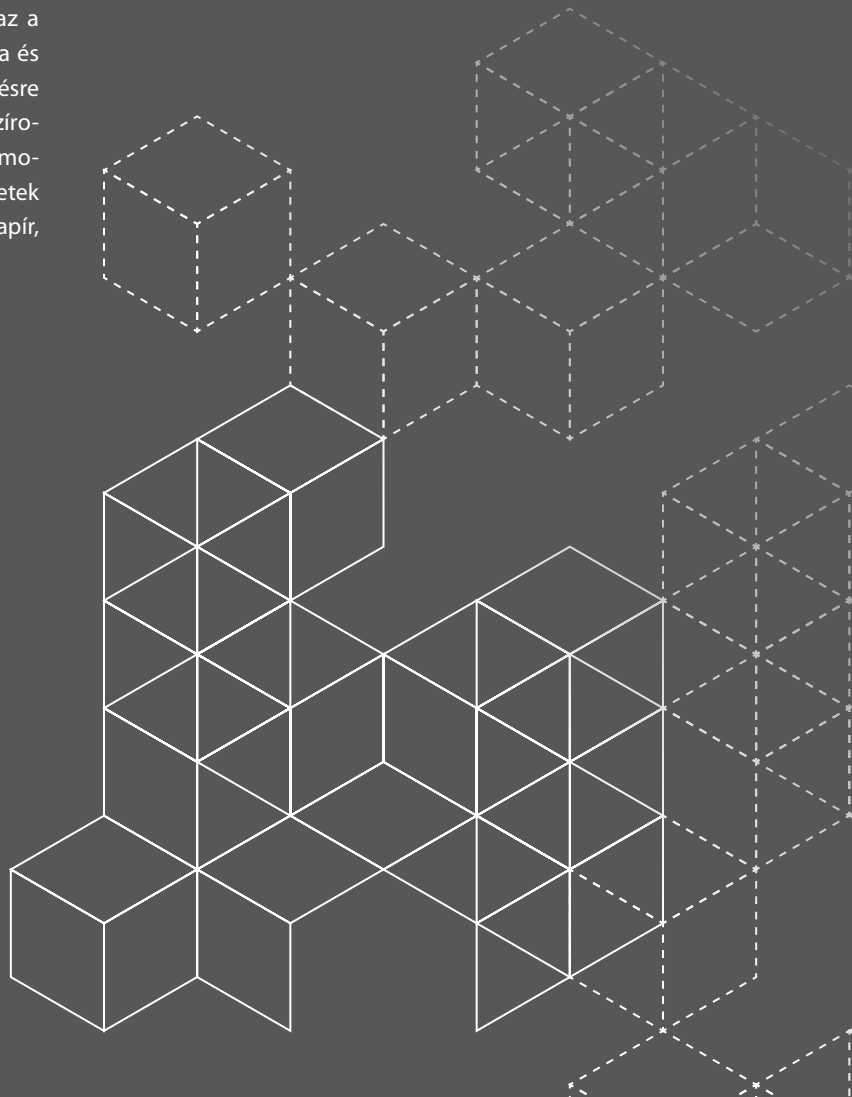 az a
a és
ésre
zíro-
mo-
etek
apír,